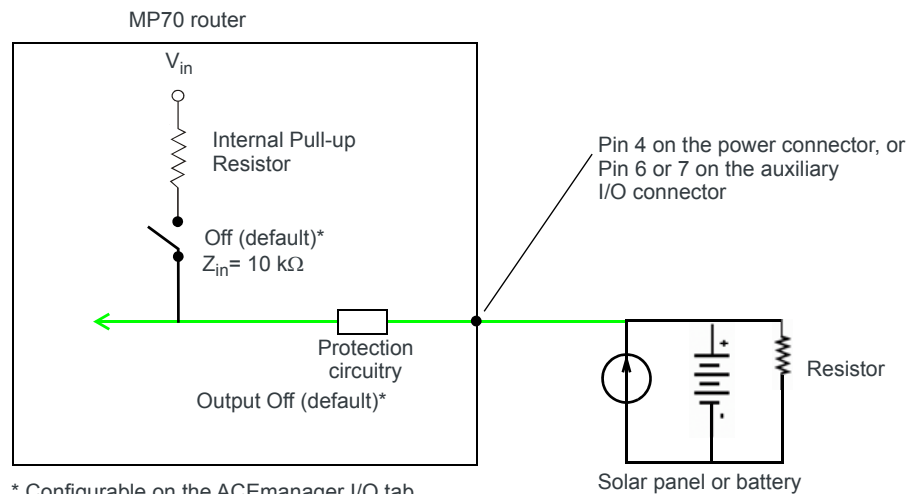 MP70 router
Vin
Internal Pull-up
Resistor
Pin 4 on the power connector, or
Pin 6 or 7 on the auxiliary
I/O connector
Off (default)*
Zin= 10 kΩ
Protection
circuitry
Output Off (default)*
+
-
Resistor
Solar panel or battery
* Configurable on the ACEmanager I/O tab